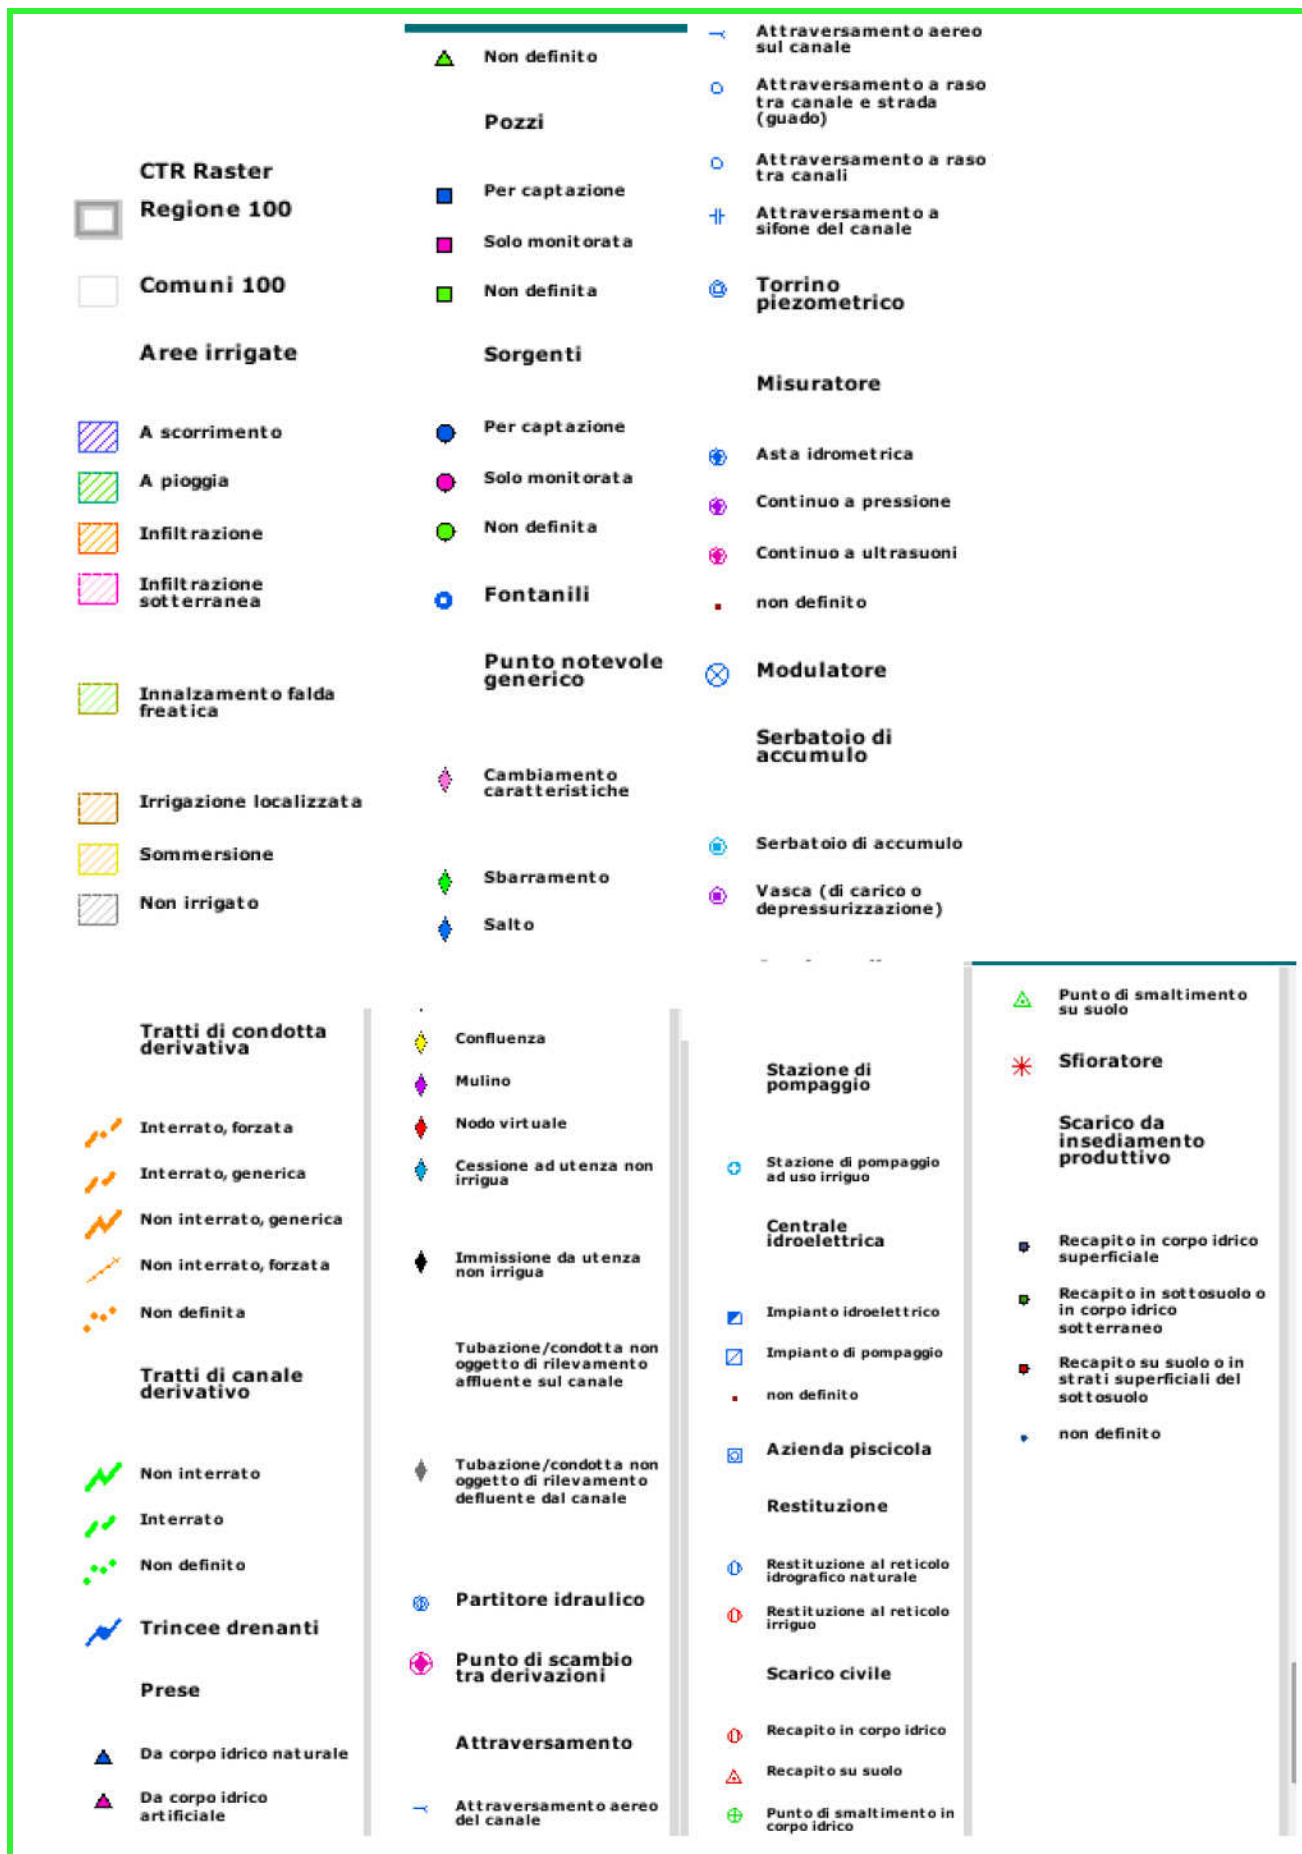 CTR Raster
Regione 100
Comuni 100
Aree irrigate
A scorrimento
A pioggia
Infiltrazione
Infiltrazione
sotterranea
Innalzamento falda
freatica
Irrigazione localizzata
Sommersione
Non irrigato
Tratti di condotta
derivativa
Interrato, forzata
Interrato, generica
Non interrato, generica
Non interrato, forzata
Non definita
Tratti di canale
derivativo
Non interrato
Interrato
Non definito
Trincee drenanti
Prese
Da corpo idrico naturale
Da corpo idrico
artificiale
Non definito
Pozzi
Per captazione
Solo monitorata
Non definita
Sorgenti
Per captazione
Solo monitorata
Non definita
Fontanili
Punto notevole
generico
Cambiamento
caratteristiche
Sbarramento
Salto
Confluenza
Mulino
Nodo virtuale
Cessione ad utenza non
irrigua
Immissione da utenza
non irrigua
Tubazione/condotta non
oggetto di rilevamento
affluente sul canale
Tubazione/condotta non
oggetto di rilevamento
defluente dal canale
Partitore idraulico
Punto di scambio
tra derivazioni
Attraversamento
Attraversamento aereo
del canale
Attraversamento aereo
sul canale
Attraversamento a raso
tra canale e strada
(guado)
Attraversamento a raso
tra canali
Attraversamento a
sifone del canale
Torrino
piezometrico
Misuratore
Asta idrometrica
Continuo a pressione
Continuo a ultrasuoni
non definito
Modulatore
Serbatoio di
accumulo
Serbatoio di accumulo
Vasca (di carico o
depressurizzazione)
Stazione di
pompaggio
Stazione di pompaggio
ad uso irriguo
Centrale
idroelettrica
Impianto idroelettrico
Impianto di pompaggio
non definito
Azienda piscicola
Restituzione
Restituzione al reticolo
idrografico naturale
Restituzione al reticolo
irriguo
Scarico civile
Recapito in corpo idrico
Recapito su suolo
Punto di smaltimento in
corpo idrico
Punto di smaltimento
su suolo
Sfioratore
Scarico da
insediamento
produttivo
Recapito in corpo idrico
superficiale
Recapito in sottosuolo o
in corpo idrico
sotterraneo
Recapito su suolo o in
strati superficiali del
sottosuolo
non definito